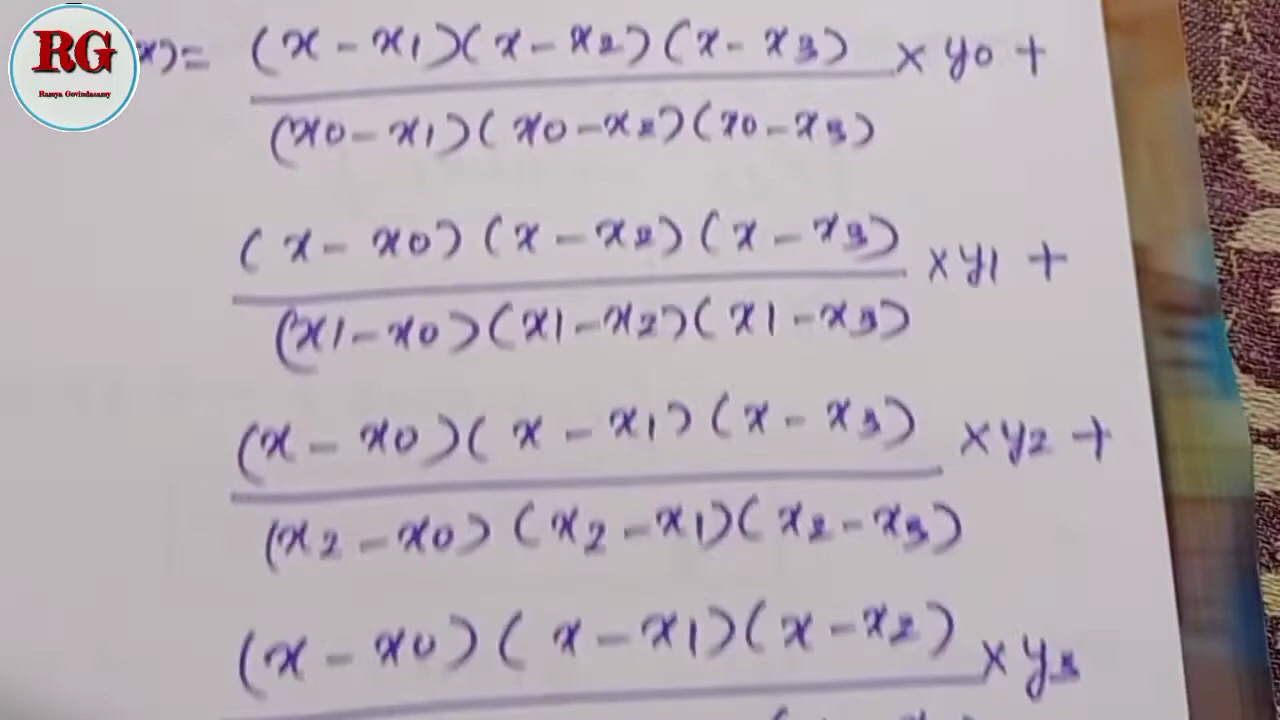 RG
Ramya Govindasamy
x) = (x - x1)(x - x2)(x - x3) × y0 +
(x0 - x1)(x0 - x2)(x0 - x3)
(x - x0)(x - x2)(x - x3) × y1 +
(x1 - x0)(x1 - x2)(x1 - x3)
(x - x0)(x - x1)(x - x3) × y2 +
(x2 - x0)(x2 - x1)(x2 - x3)
(x - x0)(x - x1)(x - x2) × y3